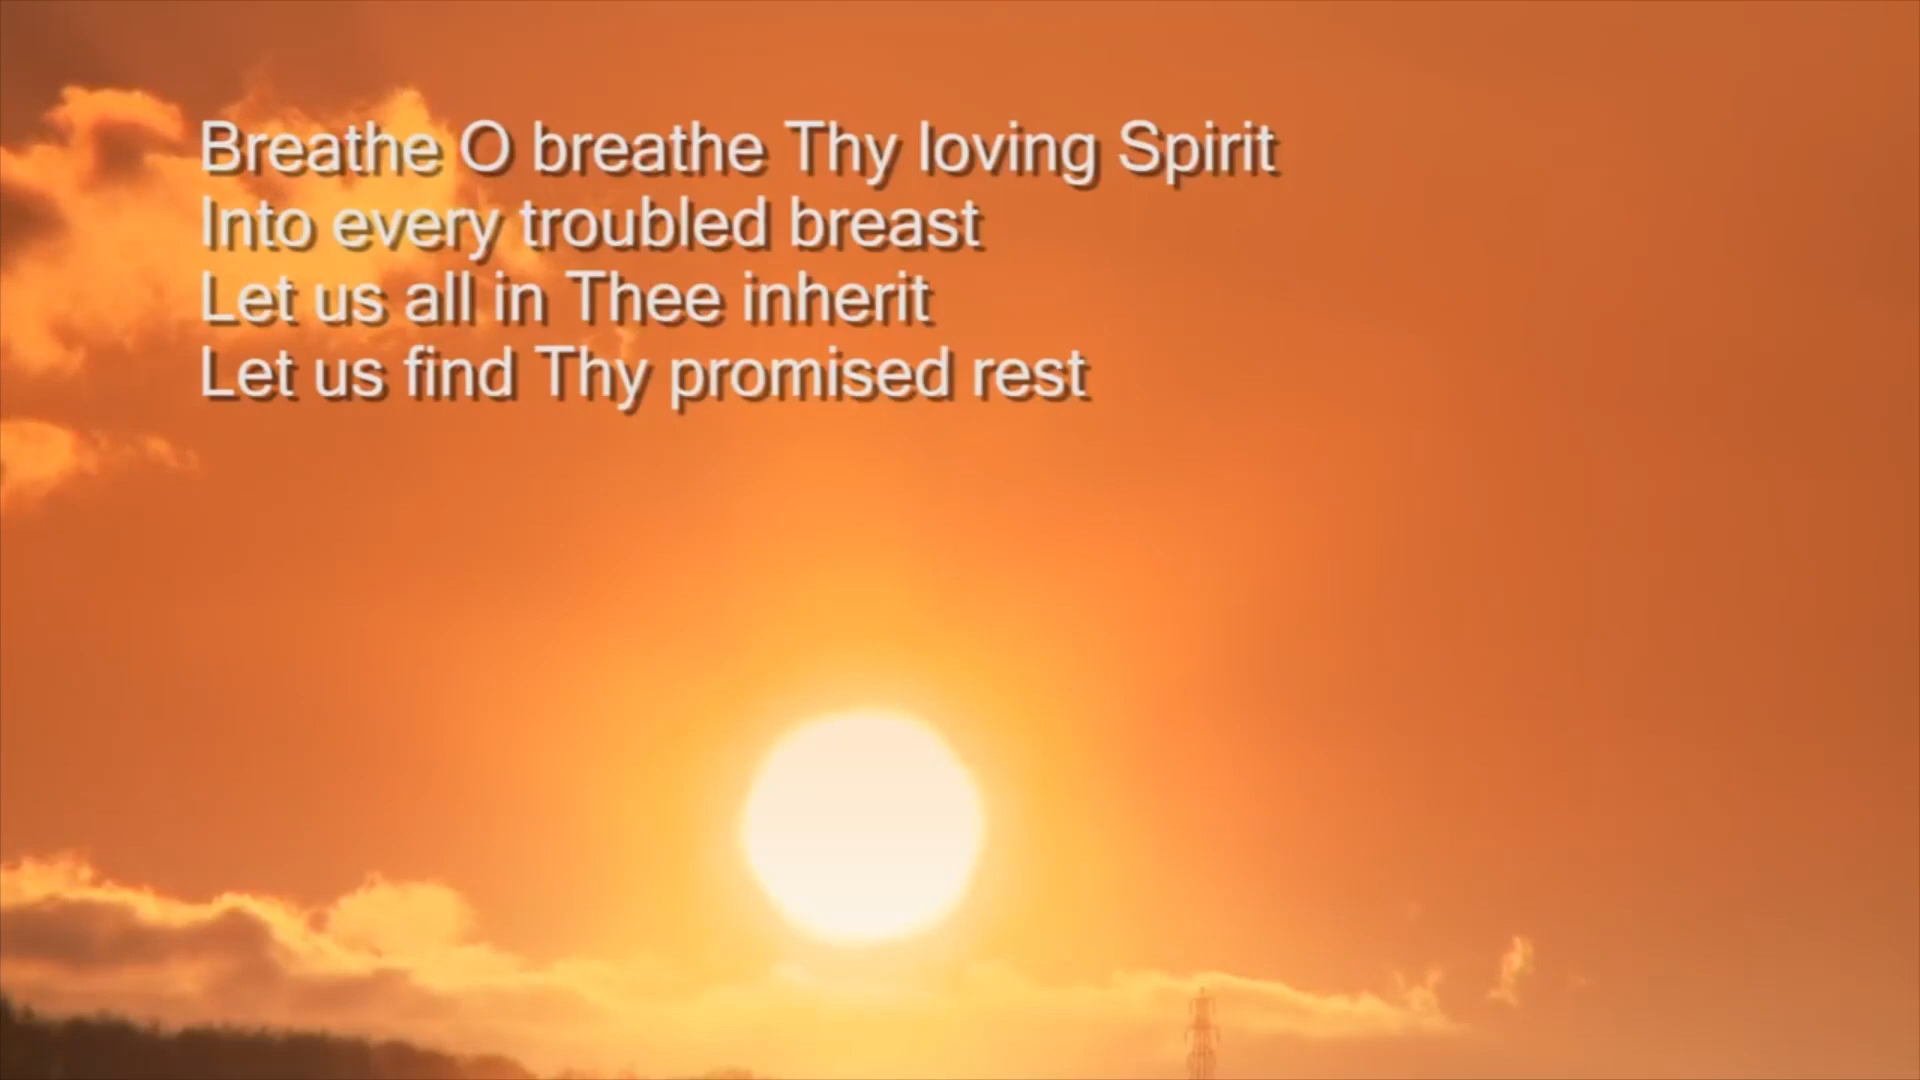 Breathe O breathe Thy loving Spirit
Into every troubled breast
Let us all in Thee inherit
Let us find Thy promised rest